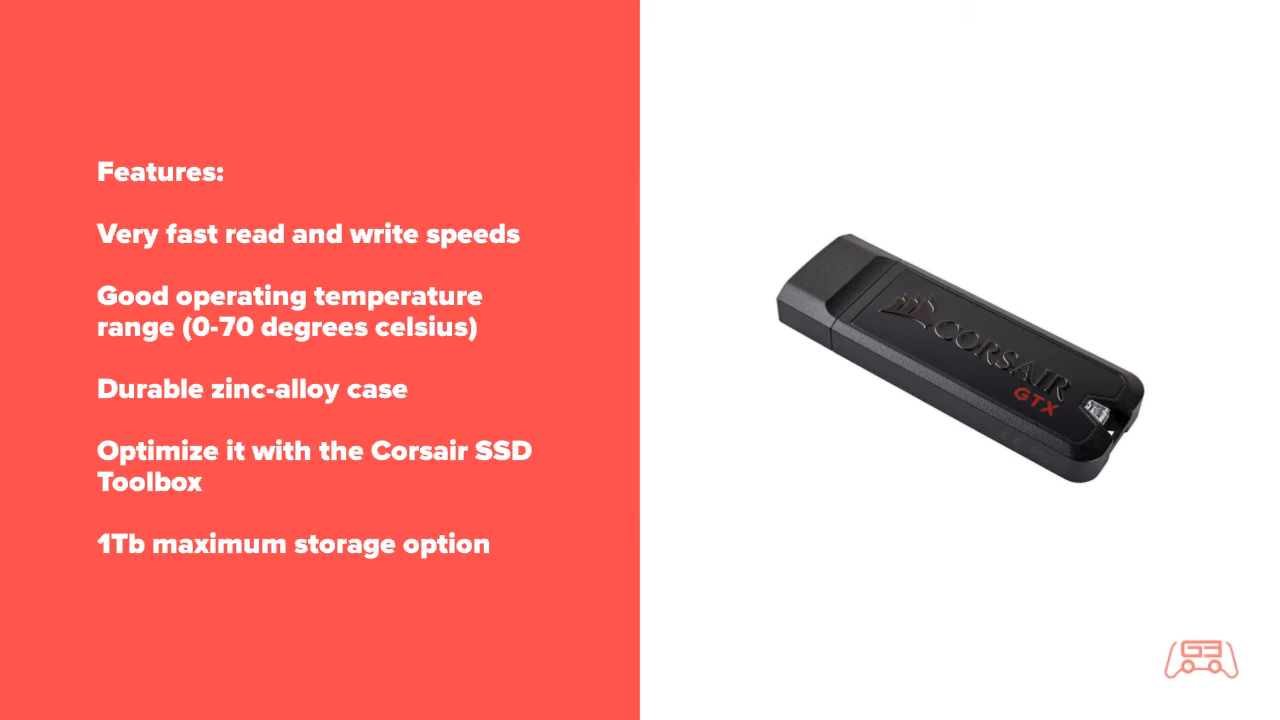 Features:
Very fast read and write speeds
Good operating temperature
range (0-70 degrees celsius)
Durable zinc-alloy case
Optimize it with the Corsair SSD
Toolbox
1Tb maximum storage option
CORSAIR
GTX
G3